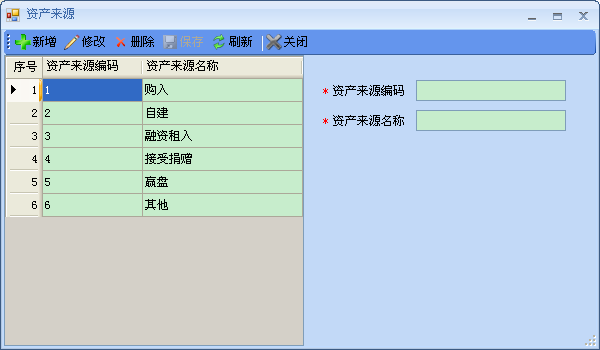 资产来源
新增 修改 删除 保存 刷新 关闭
序号 资产来源编码 资产来源名称
1 1 购入
2 2 自建
3 3 融资租入
4 4 接受捐赠
5 5 赢盘
6 6 其他
* 资产来源编码
* 资产来源名称